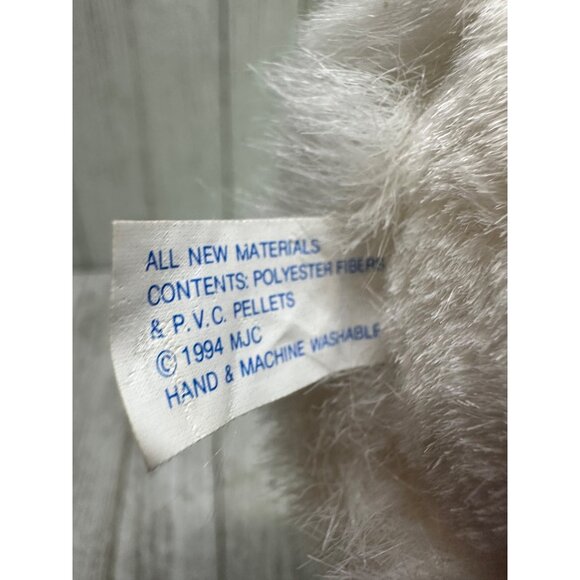 ALL NEW MATERIALS
CONTENTS: POLYESTER FIBERS
& P.V.C. PELLETS
© 1994 MJC
HAND & MACHINE WASHABLE